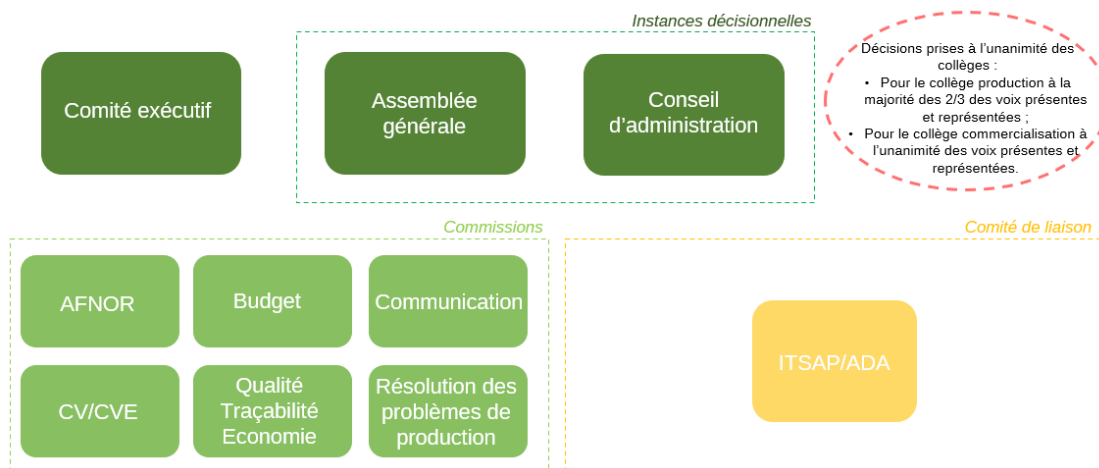 Instances décisionnelles
Comité exécutif
Assemblée
générale
Conseil
d'administration
Décisions prises à l'unanimité des
collèges :
• Pour le collège production à la
majorité des 2/3 des voix présentes
et représentées ;
• Pour le collège commercialisation à
l'unanimité des voix présentes et
représentées.
Commissions
AFNOR
Budget
Communication
CV/CVE
Qualité
Traçabilité
Economie
Résolution des
problèmes de
production
Comité de liaison
ITSAP/ADA